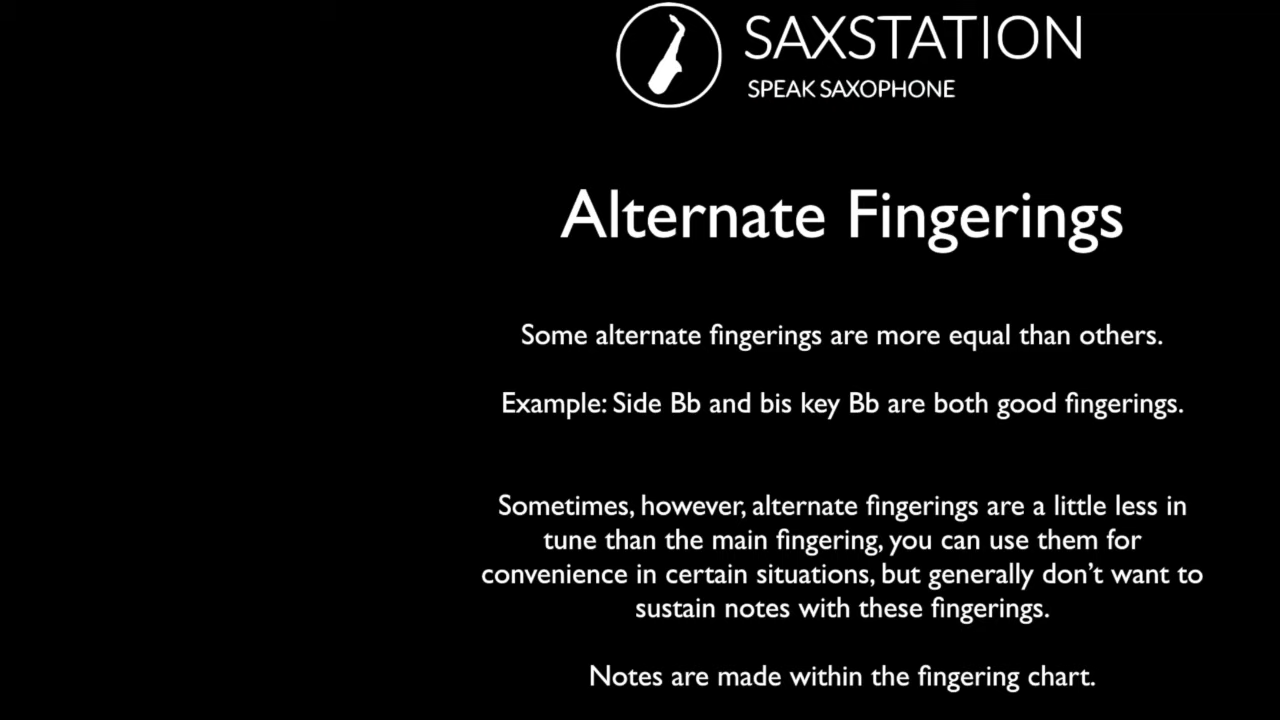 SAXSTATION
SPEAK SAXOPHONE
Alternate Fingerings
Some alternate fingerings are more equal than others.
Example: Side Bb and bis key Bb are both good fingerings.
Sometimes, however, alternate fingerings are a little less in
tune than the main fingering, you can use them for
convenience in certain situations, but generally don’t want to
sustain notes with these fingerings.
Notes are made within the fingering chart.